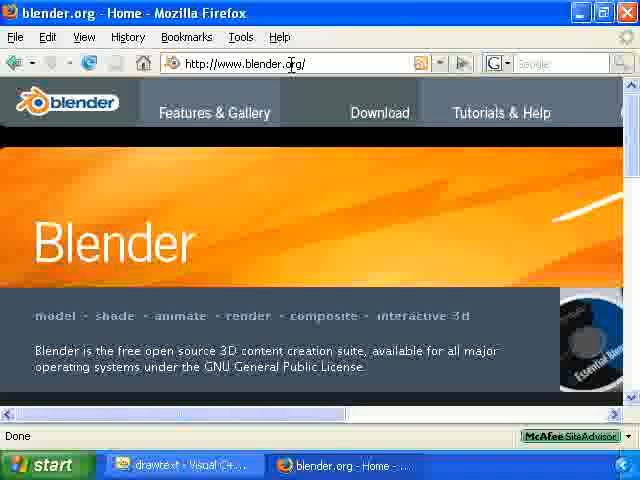 blender.org - Home - Mozilla Firefox
File Edit View History Bookmarks Tools Help
http://www.blender.org/
G Google
blender
Features & Gallery Download Tutorials & Help
Blender
model - shade - animate - render - composite - interactive 3d
Blender is the free open source 3D content creation suite, available for all major
operating systems under the GNU General Public License.
Essential Blender
Done
McAfee SiteAdvisor
start drawtext - Visual C+... blender.org - Home - ...